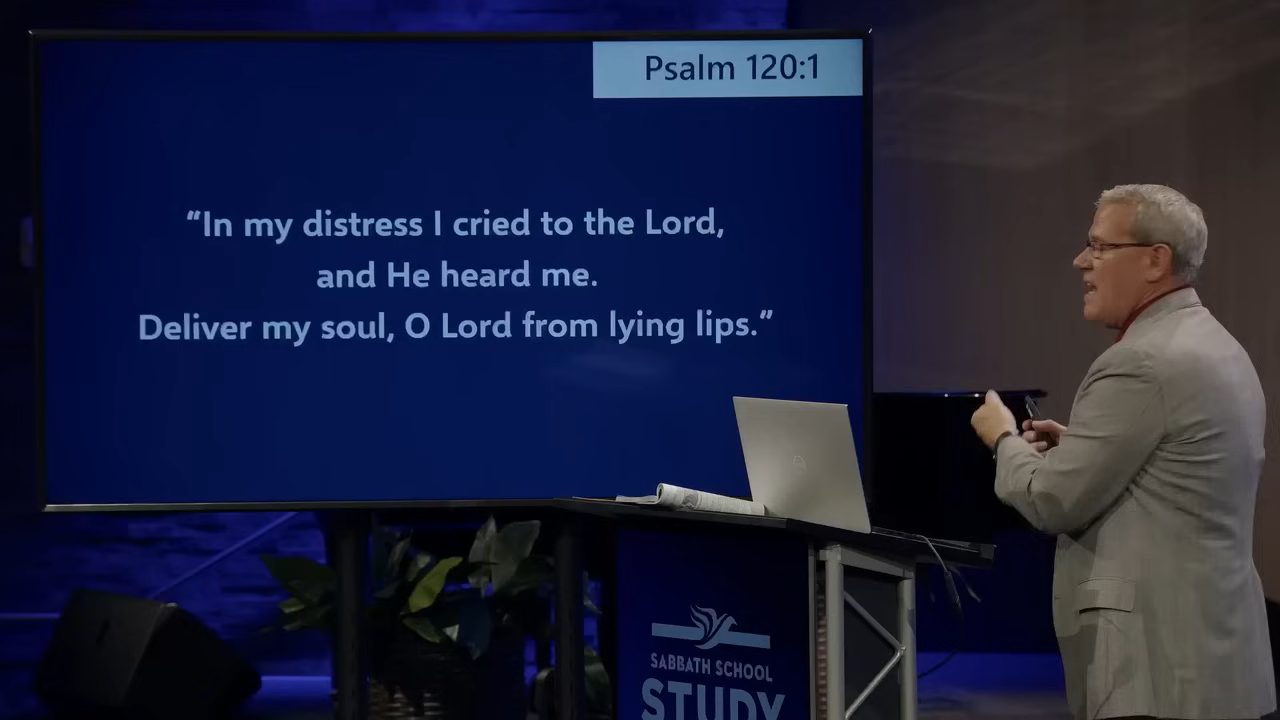 Psalm 120:1
“In my distress I cried to the Lord,
and He heard me.
Deliver my soul, O Lord from lying lips.”
SABBATH SCHOOL
STUDY